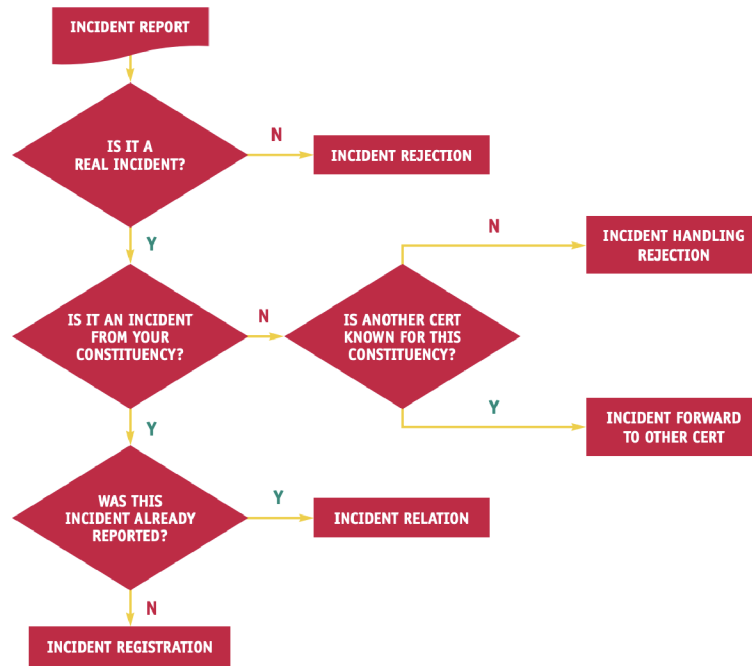 INCIDENT REPORT
IS IT A
REAL INCIDENT?
N
INCIDENT REJECTION
Y
N
INCIDENT HANDLING
REJECTION
IS IT AN INCIDENT
FROM YOUR
CONSTITUENCY?
N
IS ANOTHER CERT
KNOWN FOR THIS
CONSTITUENCY?
Y
INCIDENT FORWARD
TO OTHER CERT
Y
WAS THIS
INCIDENT ALREADY
REPORTED?
Y
INCIDENT RELATION
N
INCIDENT REGISTRATION